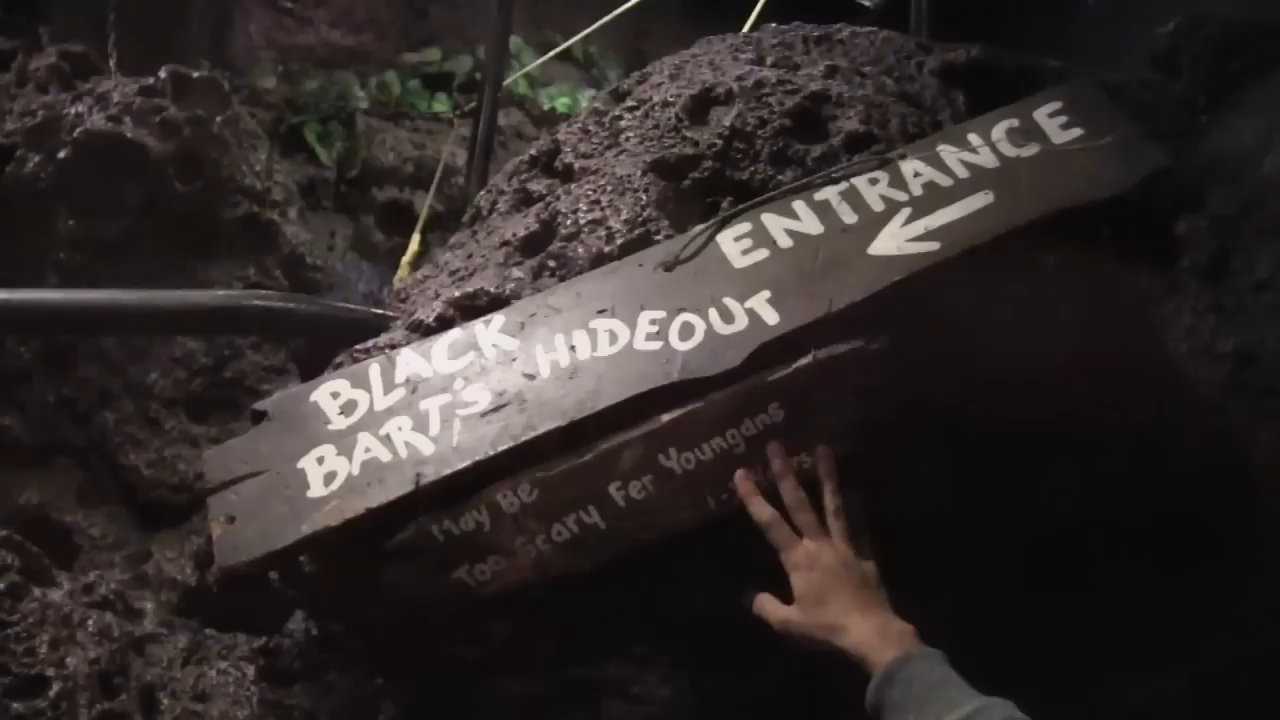 ENTRANCE
BLACK
BART'S HIDEOUT
May Be
Too Scary Fer Youngans